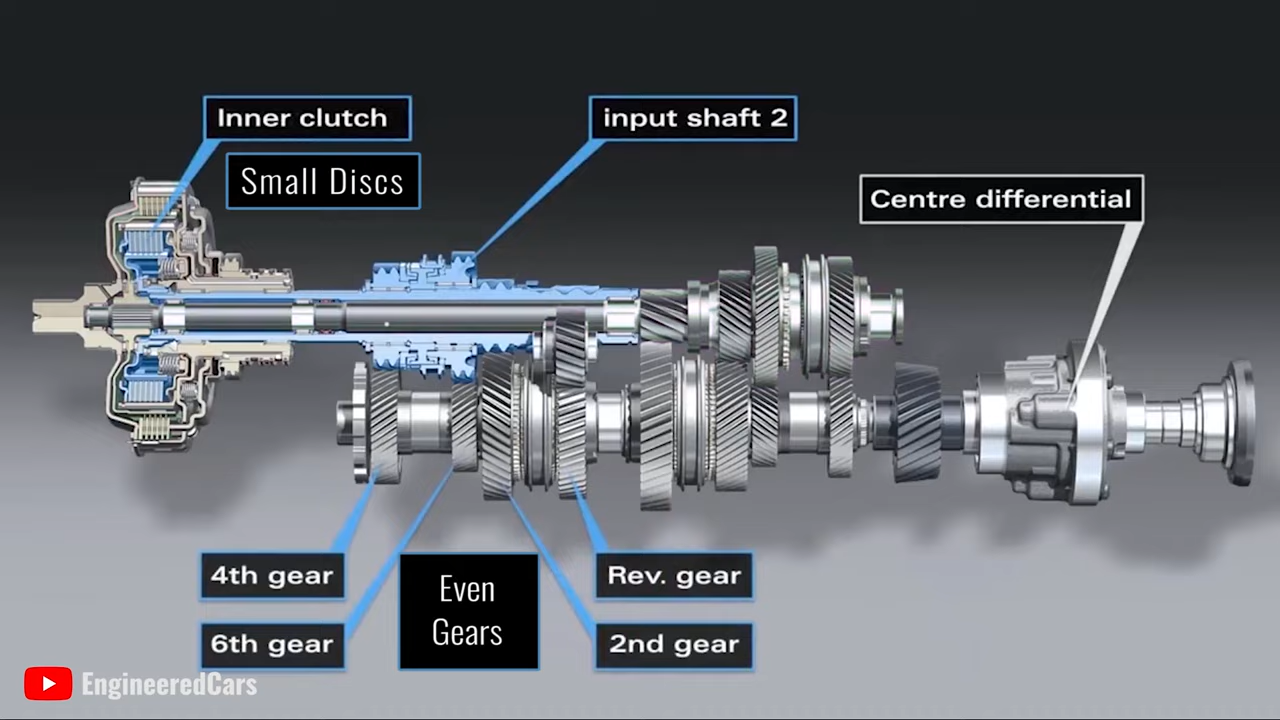 Inner clutch
input shaft 2
Small Discs
Centre differential
4th gear
Even
Gears
Rev. gear
6th gear
2nd gear
EngineeredCars